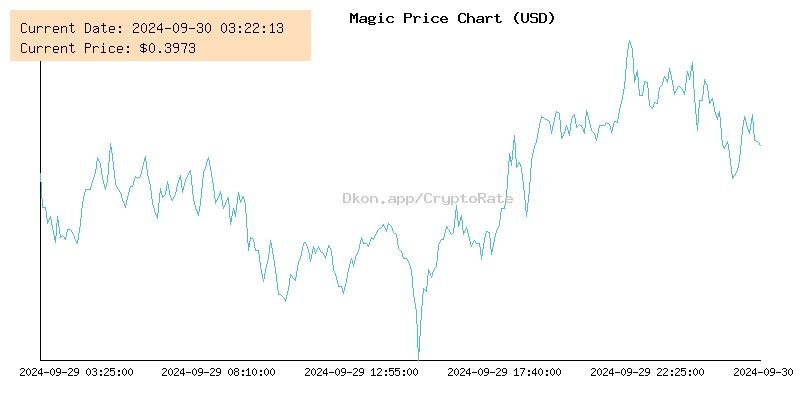 Magic Price Chart (USD)
Current Date: 2024-09-30 03:22:13
Current Price: $0.3973
Dkon.app/CryptoRate
2024-09-29 03:25:00
2024-09-29 08:10:00
2024-09-29 12:55:00
2024-09-29 17:40:00
2024-09-29 22:25:00
2024-09-30